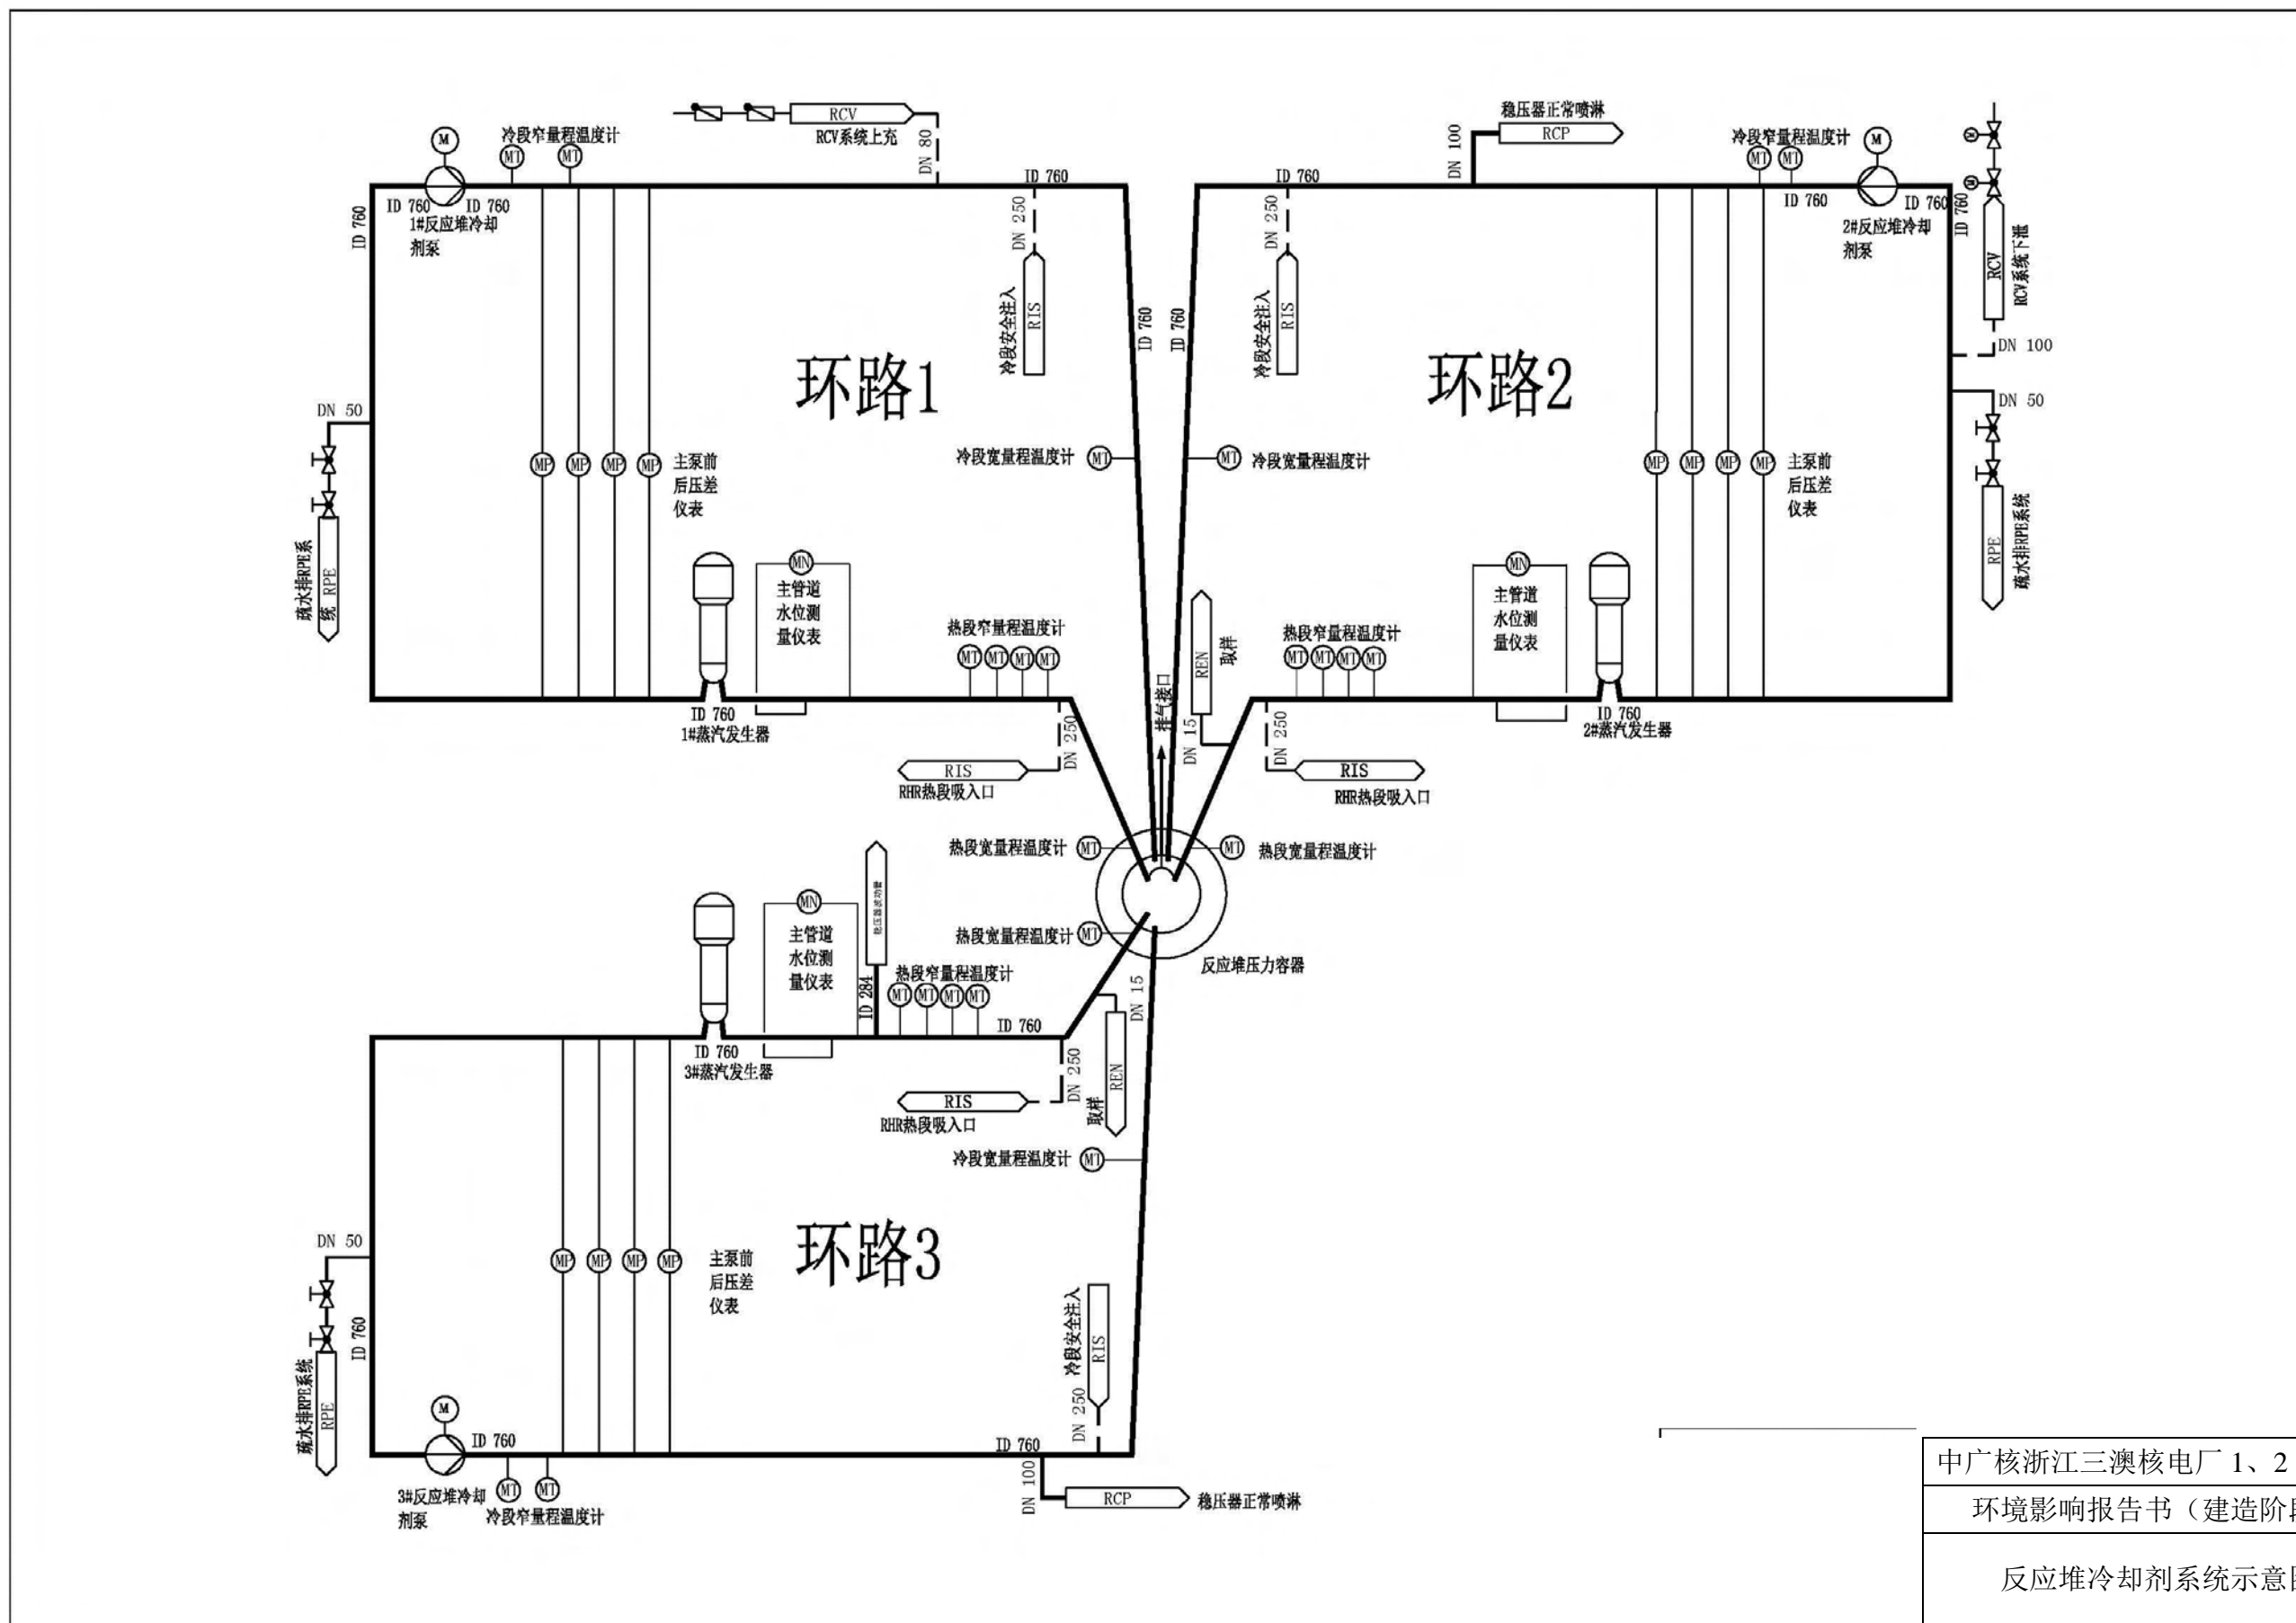 RCV
RCV系统上充
DN 80
M
冷段窄量程温度计
MT
MT
ID 760
ID 760
ID 760
1#反应堆冷却
剂泵
ID 760
DN 250
RIS
冷段安全注入
ID 760
环路1
冷段宽量程温度计
MT
DN 50
RPE
疏水排RPE系
统
MP
MP
MP
MP
主泵前
后压差
仪表
MN
主管道
水位测
量仪表
热段窄量程温度计
MT
MT
MT
MT
ID 760
1#蒸汽发生器
DN 250
RIS
RHR热段吸入口
热段宽量程温度计
MT
稳压器正常喷淋
RCP
DN 100
冷段窄量程温度计
MT
MT
M
ID 760
ID 760
ID 760
2#反应堆冷却
剂泵
ID 760
RCV
RCV系统下泄
DN 100
DN 50
RPE
疏水排RPE系统
ID 760
DN 250
RIS
冷段安全注入
ID 760
环路2
MT
冷段宽量程温度计
MP
MP
MP
MP
主泵前
后压差
仪表
MN
主管道
水位测
量仪表
热段窄量程温度计
MT
MT
MT
MT
ID 760
2#蒸汽发生器
REN
取样
DN 15
排气接口
DN 250
RIS
RHR热段吸入口
MT
热段宽量程温度计
反应堆压力容器
热段宽量程温度计
MT
稳压器波动管
ID 284
MN
主管道
水位测
量仪表
热段窄量程温度计
MT
MT
MT
MT
ID 760
ID 760
3#蒸汽发生器
DN 15
REN
取样
DN 250
RIS
RHR热段吸入口
冷段宽量程温度计
MT
环路3
DN 50
RPE
疏水排RPE系统
ID 760
MP
MP
MP
MP
主泵前
后压差
仪表
M
ID 760
3#反应堆冷却
剂泵
MT
MT
冷段窄量程温度计
冷段安全注入
RIS
DN 250
ID 760
DN 100
RCP
稳压器正常喷淋
中广核浙江三澳核电厂 1、2
环境影响报告书（建造阶
反应堆冷却剂系统示意